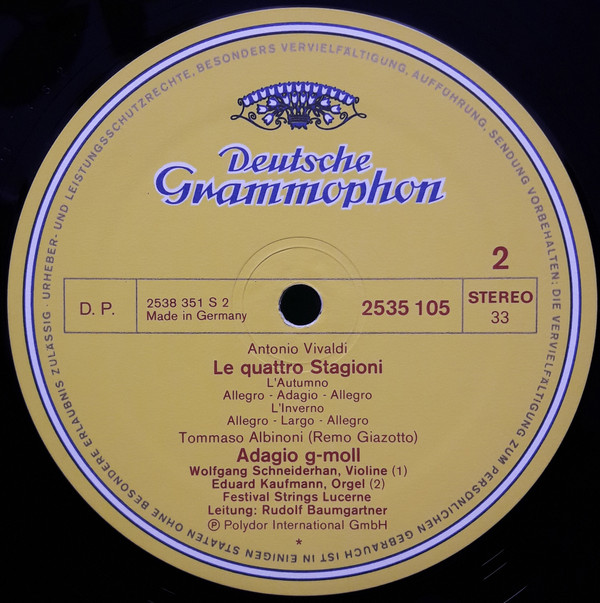 URHEBER- UND LEISTUNGSSCHUTZRECHTE, BESONDERS VERVIELFÄLTIGUNG, AUFFÜHRUNG, SENDUNG VORBEHALTEN; DIE VERVIELFÄLTIGUNG ZUM PERSÖNLICHEN GEBRAUCH IST IN EINIGEN STAATEN OHNE BESONDERE ERLAUBNIS ZULÄSSIG ·
Deutsche
Grammophon
2
D. P.
2538 351 S 2
Made in Germany
2535 105
STEREO
33
Antonio Vivaldi
Le quattro Stagioni
L'Autumno
Allegro - Adagio - Allegro
L'Inverno
Allegro - Largo - Allegro
Tommaso Albinoni (Remo Giazotto)
Adagio g-moll
Wolfgang Schneiderhan, Violine (1)
Eduard Kaufmann, Orgel (2)
Festival Strings Lucerne
Leitung: Rudolf Baumgartner
Ⓟ Polydor International GmbH
*